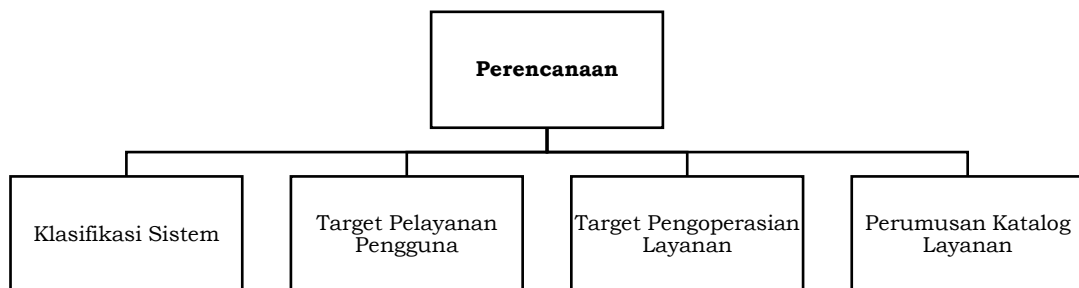 Perencanaan
Klasifikasi Sistem
Target Pelayanan
Pengguna
Target Pengoperasian
Layanan
Perumusan Katalog
Layanan